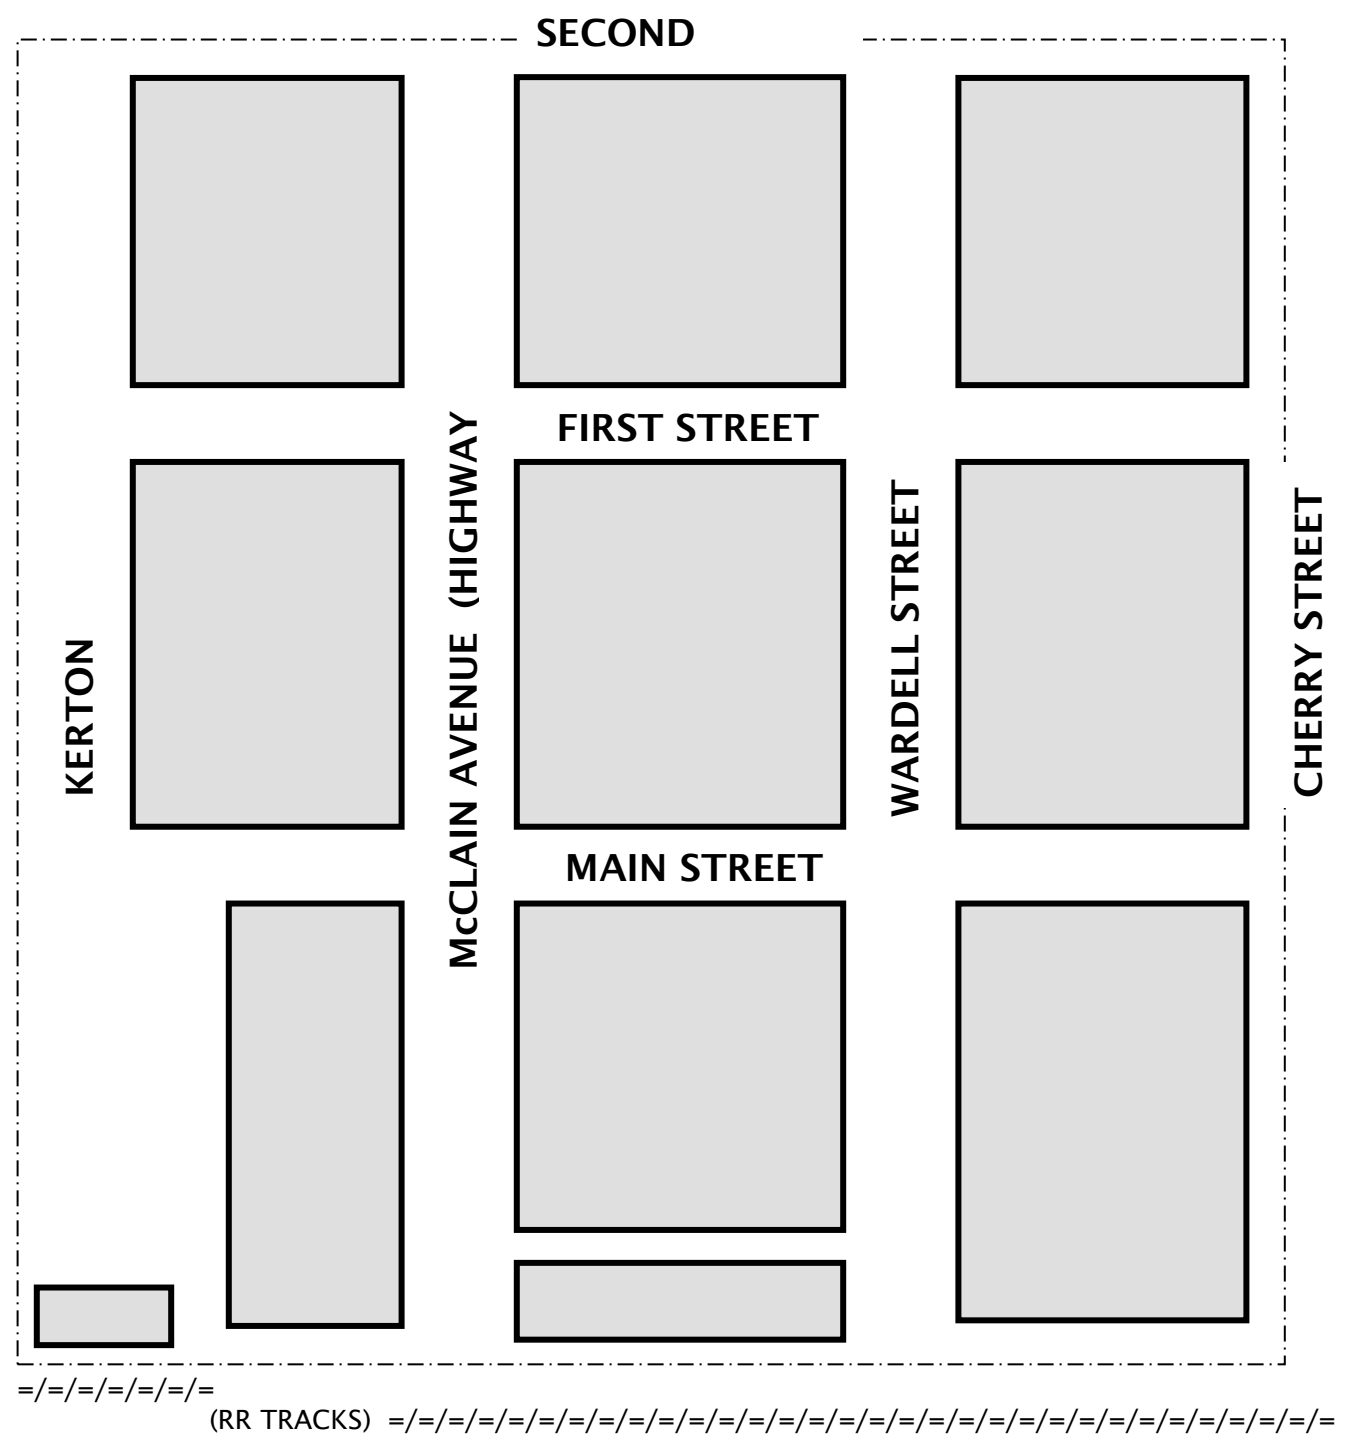 SECOND
FIRST STREET
McCLAIN AVENUE (HIGHWAY
WARDELL STREET
CHERRY STREET
KERTON
MAIN STREET
=/=/=/=/=/=/=
(RR TRACKS) =/=/=/=/=/=/=/=/=/=/=/=/=/=/=/=/=/=/=/=/=/=/=/=/=/=/=/=/=/=/=/=